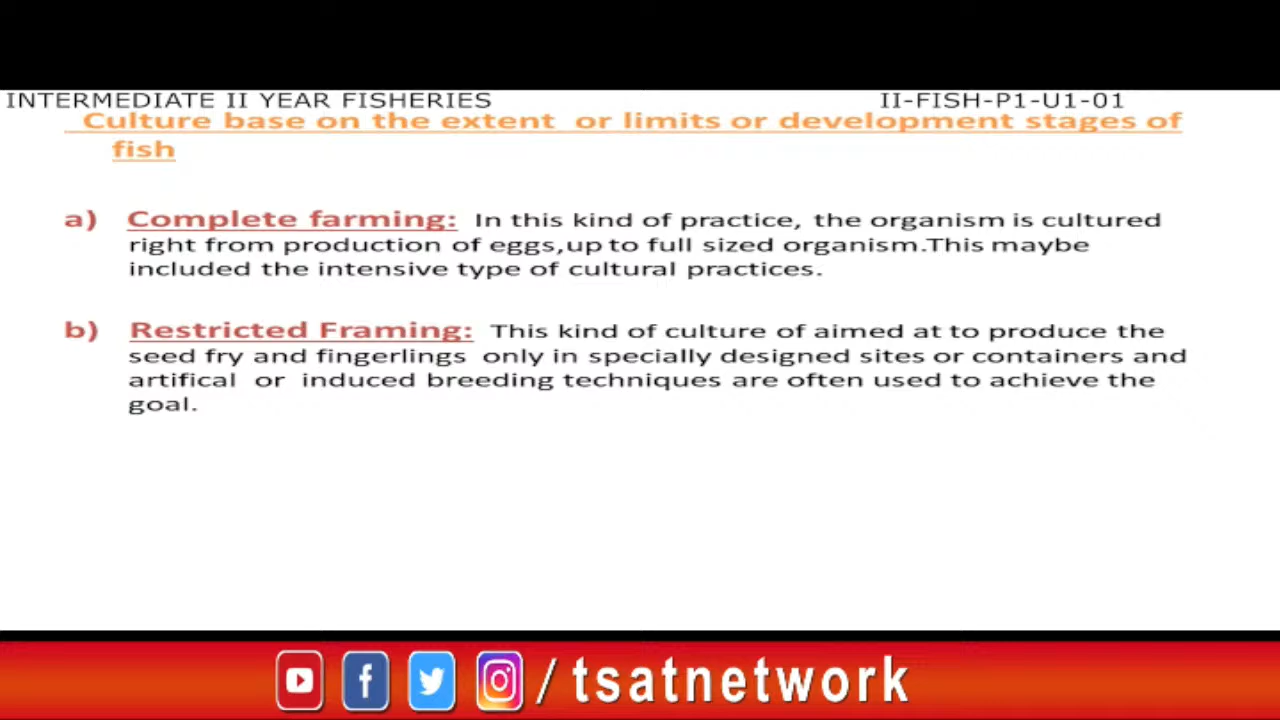 INTERMEDIATE II YEAR FISHERIES II-FISH-P1-U1-01
Culture base on the extent or limits or development stages of
fish
a) Complete farming: In this kind of practice, the organism is cultured
right from production of eggs,up to full sized organism.This maybe
included the intensive type of cultural practices.
b) Restricted Framing: This kind of culture of aimed at to produce the
seed fry and fingerlings only in specially designed sites or containers and
artifical or induced breeding techniques are often used to achieve the
goal.
/ tsatnetwork